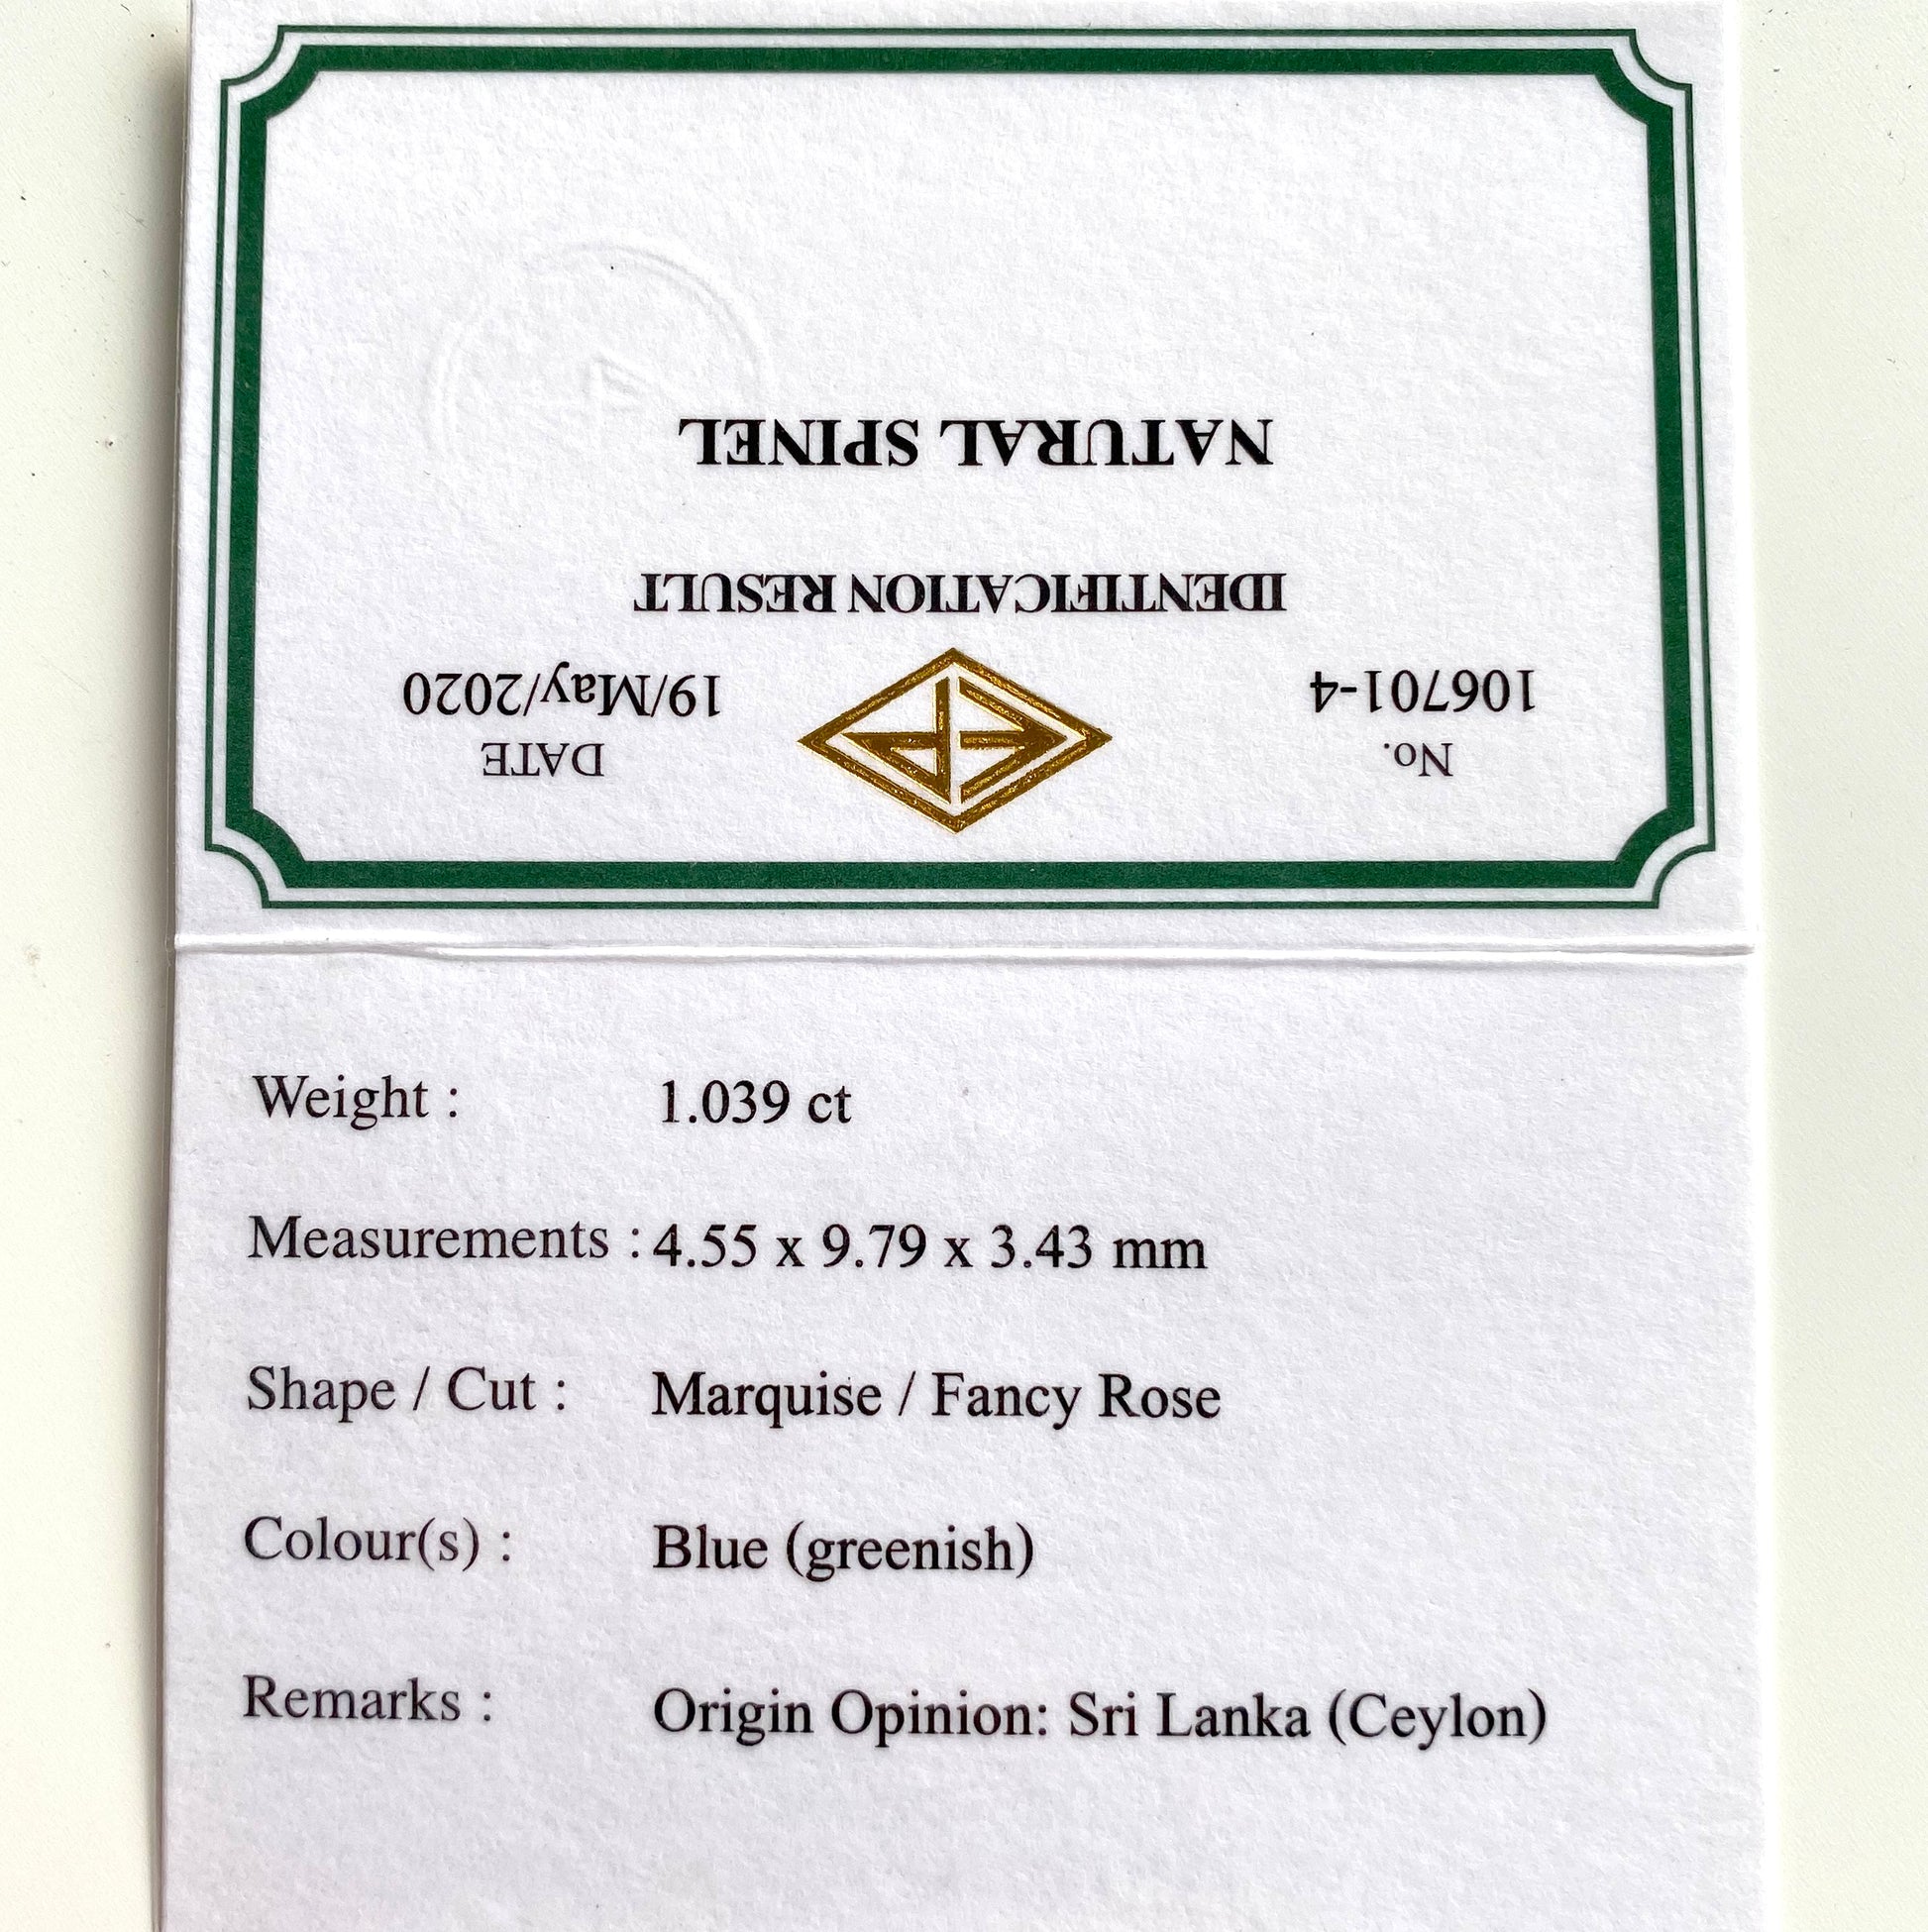 No.
106701-4
DATE
19/May/2020
IDENTIFICATION RESULT
NATURAL SPINEL
Weight : 1.039 ct
Measurements : 4.55 x 9.79 x 3.43 mm
Shape / Cut : Marquise / Fancy Rose
Colour(s) : Blue (greenish)
Remarks : Origin Opinion: Sri Lanka (Ceylon)